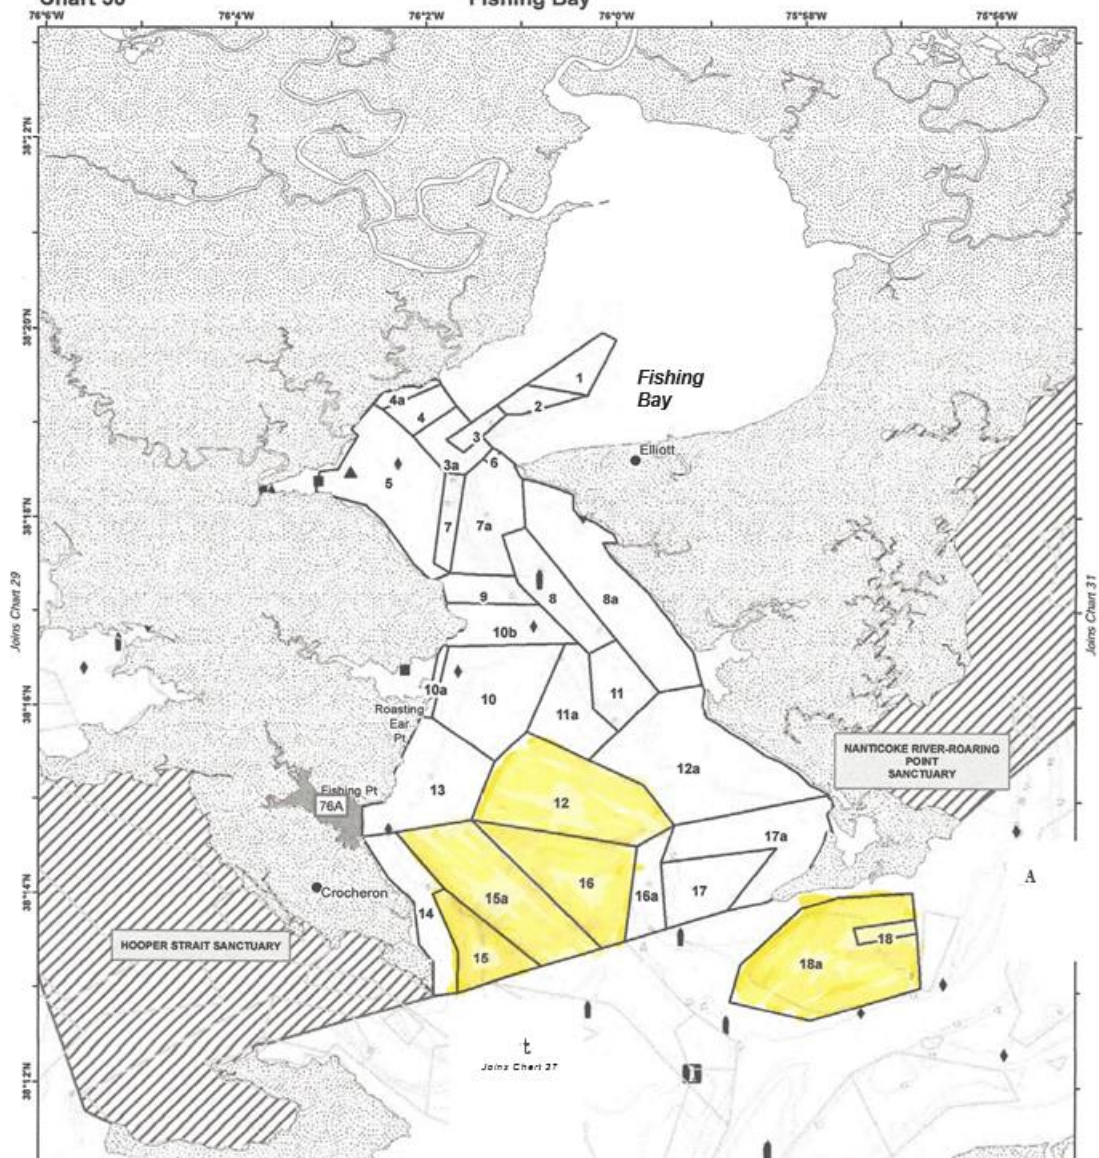 Fishing Bay
76°6'W 76°4'W 76°2'W 76°0'W 75°58'W 75°56'W
38°20'N
38°18'N
38°16'N
38°14'N
38°12'N
Joins Chart 29
Joins Chart 31
Fishing
Bay
1
2
3
3a
4a
4
5
6
7
7a
Elliott
8
8a
9
10b
10a
10
11
11a
Roasting
Ear
Pt
NANTICOKE RIVER-ROARING
POINT
SANCTUARY
12a
12
13
Fishing Pt
76A
17a
17
16a
16
15a
15
14
Crocheron
A
18
18a
HOOPER STRAIT SANCTUARY
t
Joins Chart 27